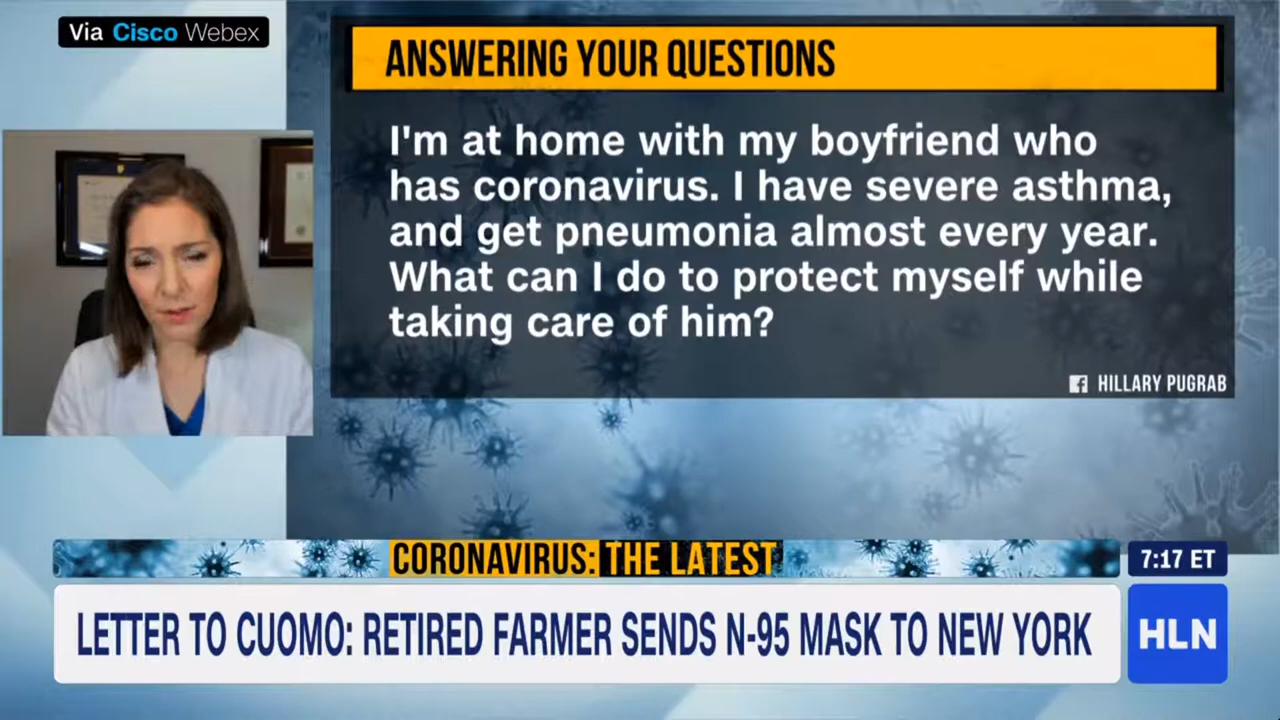 Via Cisco Webex
ANSWERING YOUR QUESTIONS
I'm at home with my boyfriend who
has coronavirus. I have severe asthma,
and get pneumonia almost every year.
What can I do to protect myself while
taking care of him?
HILLARY PUGRAB
CORONAVIRUS: THE LATEST
7:17 ET
LETTER TO CUOMO: RETIRED FARMER SENDS N-95 MASK TO NEW YORK
HLN